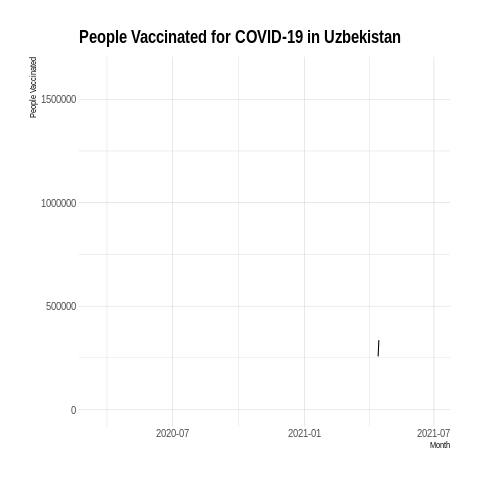 People Vaccinated for COVID-19 in Uzbekistan
People Vaccinated
1500000
1000000
500000
0
2020-07
2021-01
2021-07
Month